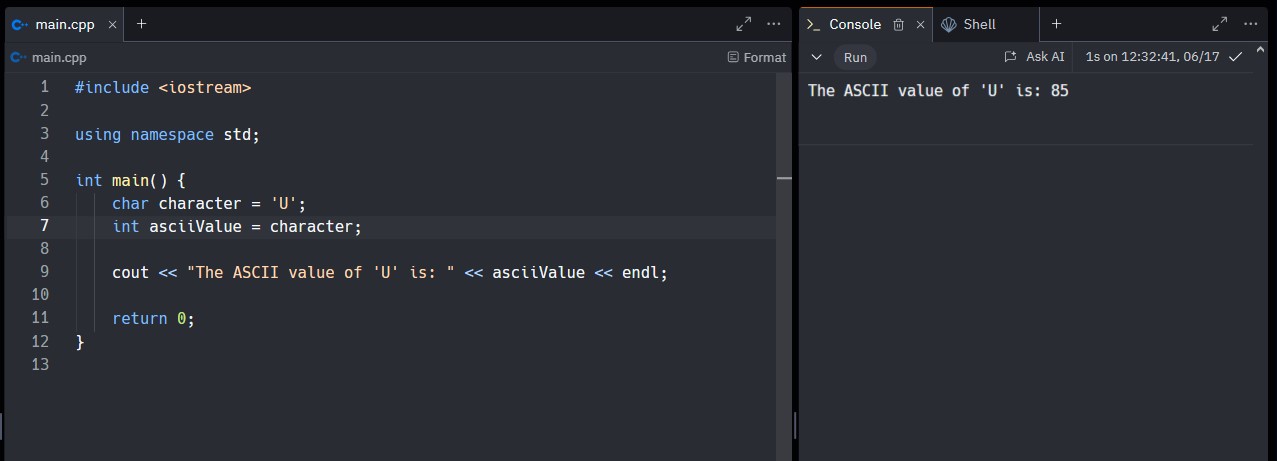 main.cpp
main.cpp
Format
1 #include <iostream>
2
3 using namespace std;
4
5 int main() {
6 char character = 'U';
7 int asciiValue = character;
8
9 cout << "The ASCII value of 'U' is: " << asciiValue << endl;
10
11 return 0;
12 }
13
Console
Shell
Run
Ask AI
1s on 12:32:41, 06/17
The ASCII value of 'U' is: 85